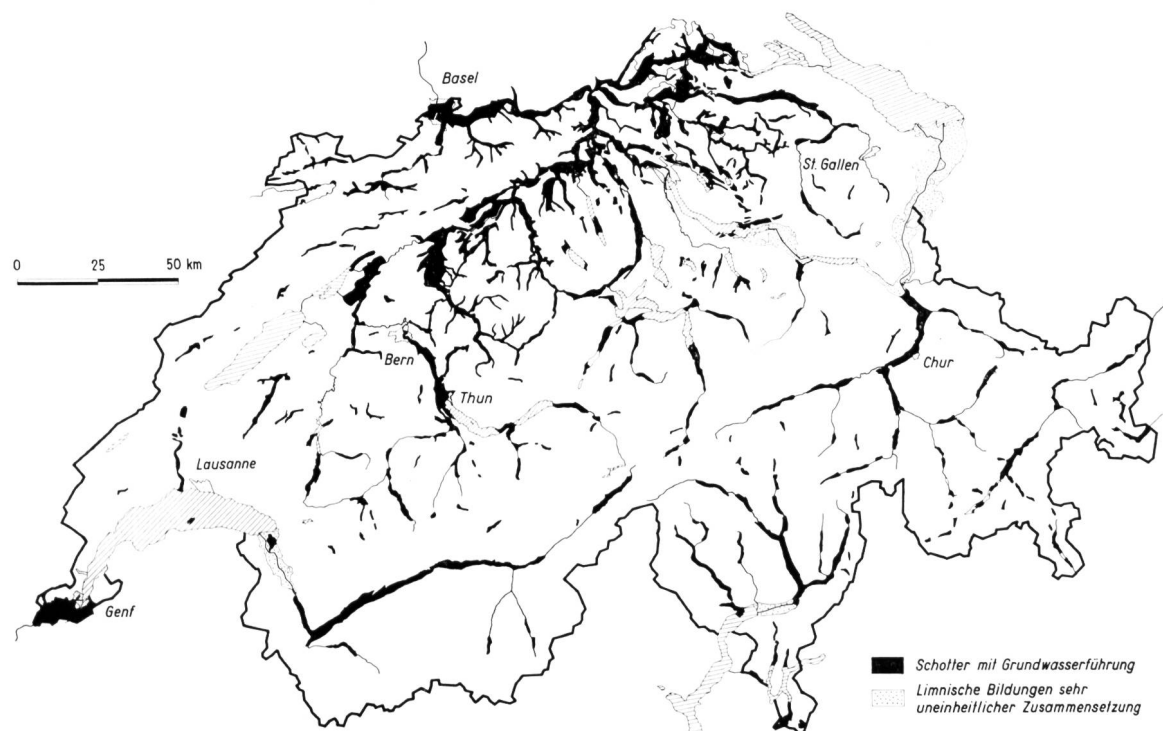 Basel
St. Gallen
0 25 50 km
Bern
Thun
Chur
Lausanne
Genf
Schotter mit Grundwasserführung
Limnische Bildungen sehr
uneinheitlicher Zusammensetzung